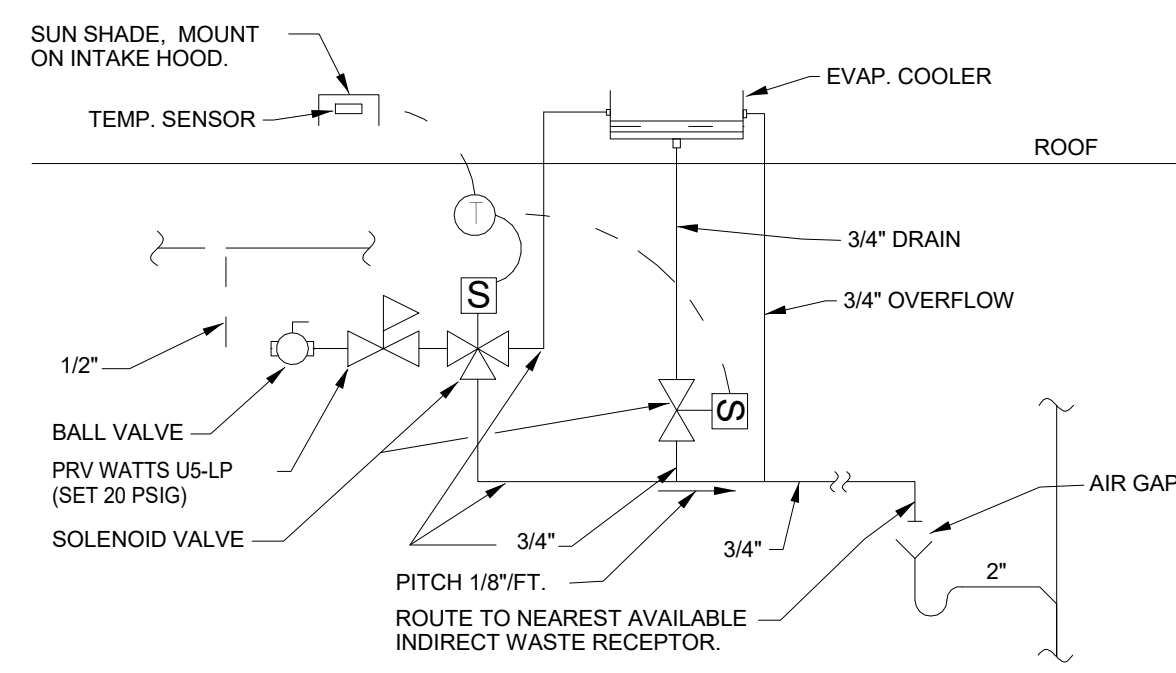 SUN SHADE, MOUNT
ON INTAKE HOOD.
TEMP. SENSOR
EVAP. COOLER
ROOF
T
3/4" DRAIN
S
3/4" OVERFLOW
1/2"
S
BALL VALVE
PRV WATTS U5-LP
(SET 20 PSIG)
AIR GAP
SOLENOID VALVE
3/4"
3/4"
2"
PITCH 1/8"/FT.
ROUTE TO NEAREST AVAILABLE
INDIRECT WASTE RECEPTOR.